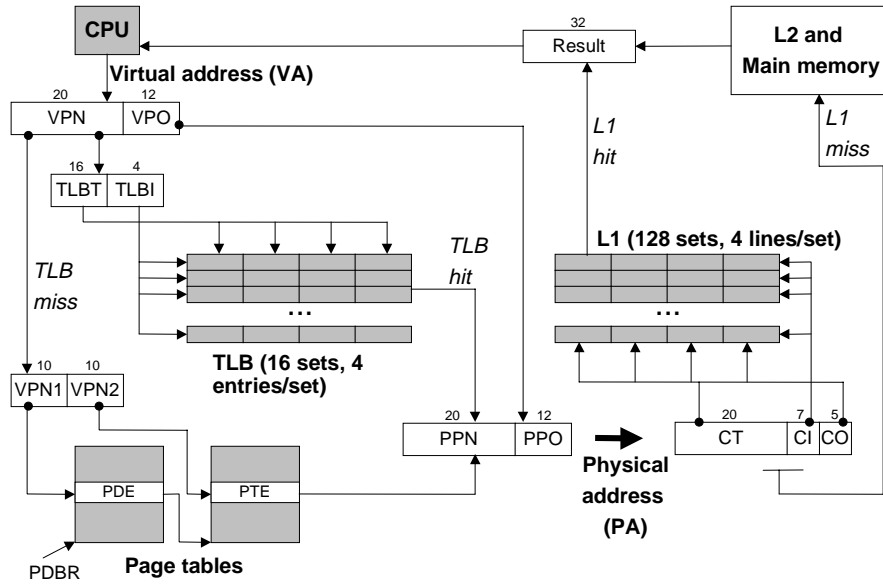 CPU
32
Result
L2 and
Main memory
Virtual address (VA)
20
12
VPN
VPO
L1
hit
L1
miss
16
4
TLBT
TLBI
TLB
hit
L1 (128 sets, 4 lines/set)
TLB
miss
...
...
TLB (16 sets, 4
entries/set)
10
10
VPN1
VPN2
20
12
PPN
PPO
20
7
5
CT
CI
CO
Physical
address
(PA)
PDE
PTE
PDBR
Page tables